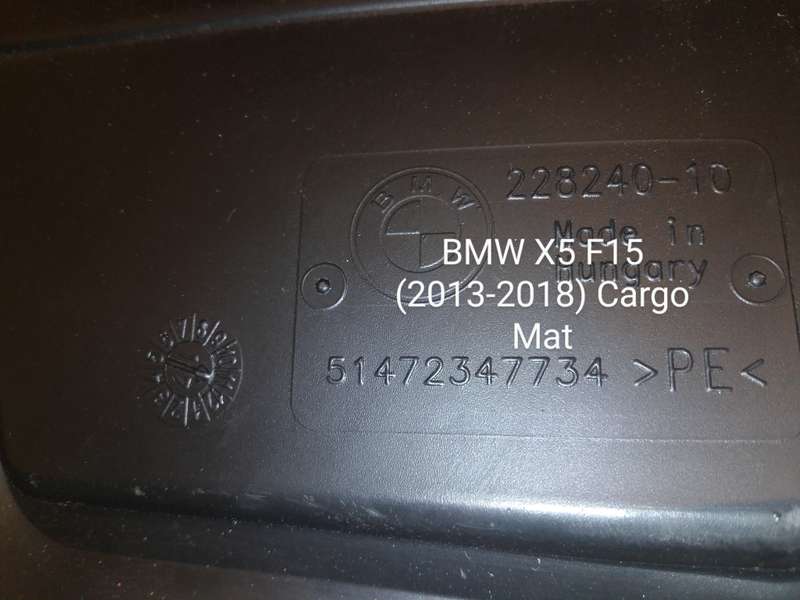 BMW
228240-10
Made in
Hungary
BMW X5 F15
(2013-2018) Cargo
Mat
51472347734 >PE<